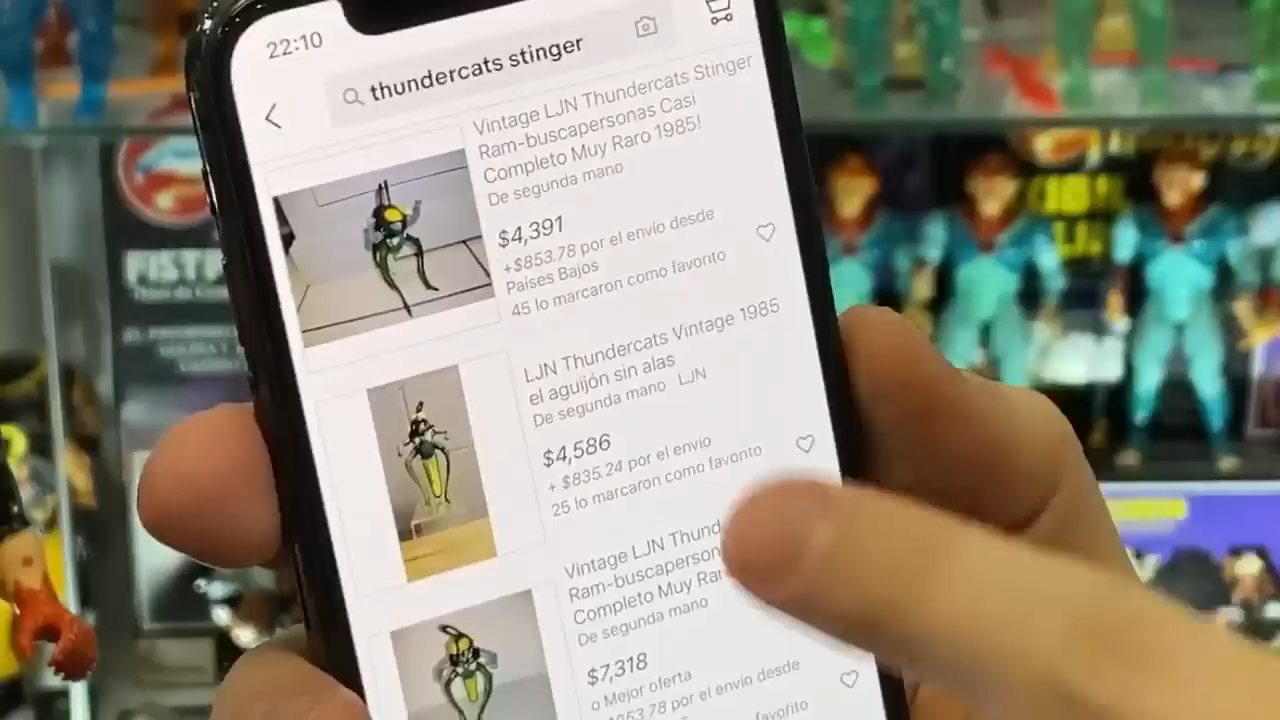 22:10
thundercats stinger
Vintage LJN Thundercats Stinger
Ram-buscapersonas Casi
Completo Muy Raro 1985!
De segunda mano
$4,391
+$853.78 por el envío desde
Países Bajos
45 lo marcaron como favorito
LJN Thundercats Vintage 1985
el aguijón sin alas
De segunda mano LJN
$4,586
+ $835.24 por el envío
25 lo marcaron como favorito
Vintage LJN Thund
Ram-buscaperson
Completo Muy Ra
De segunda mano
$7,318
o Mejor oferta
53.78 por el envío desde
favorito
FIST